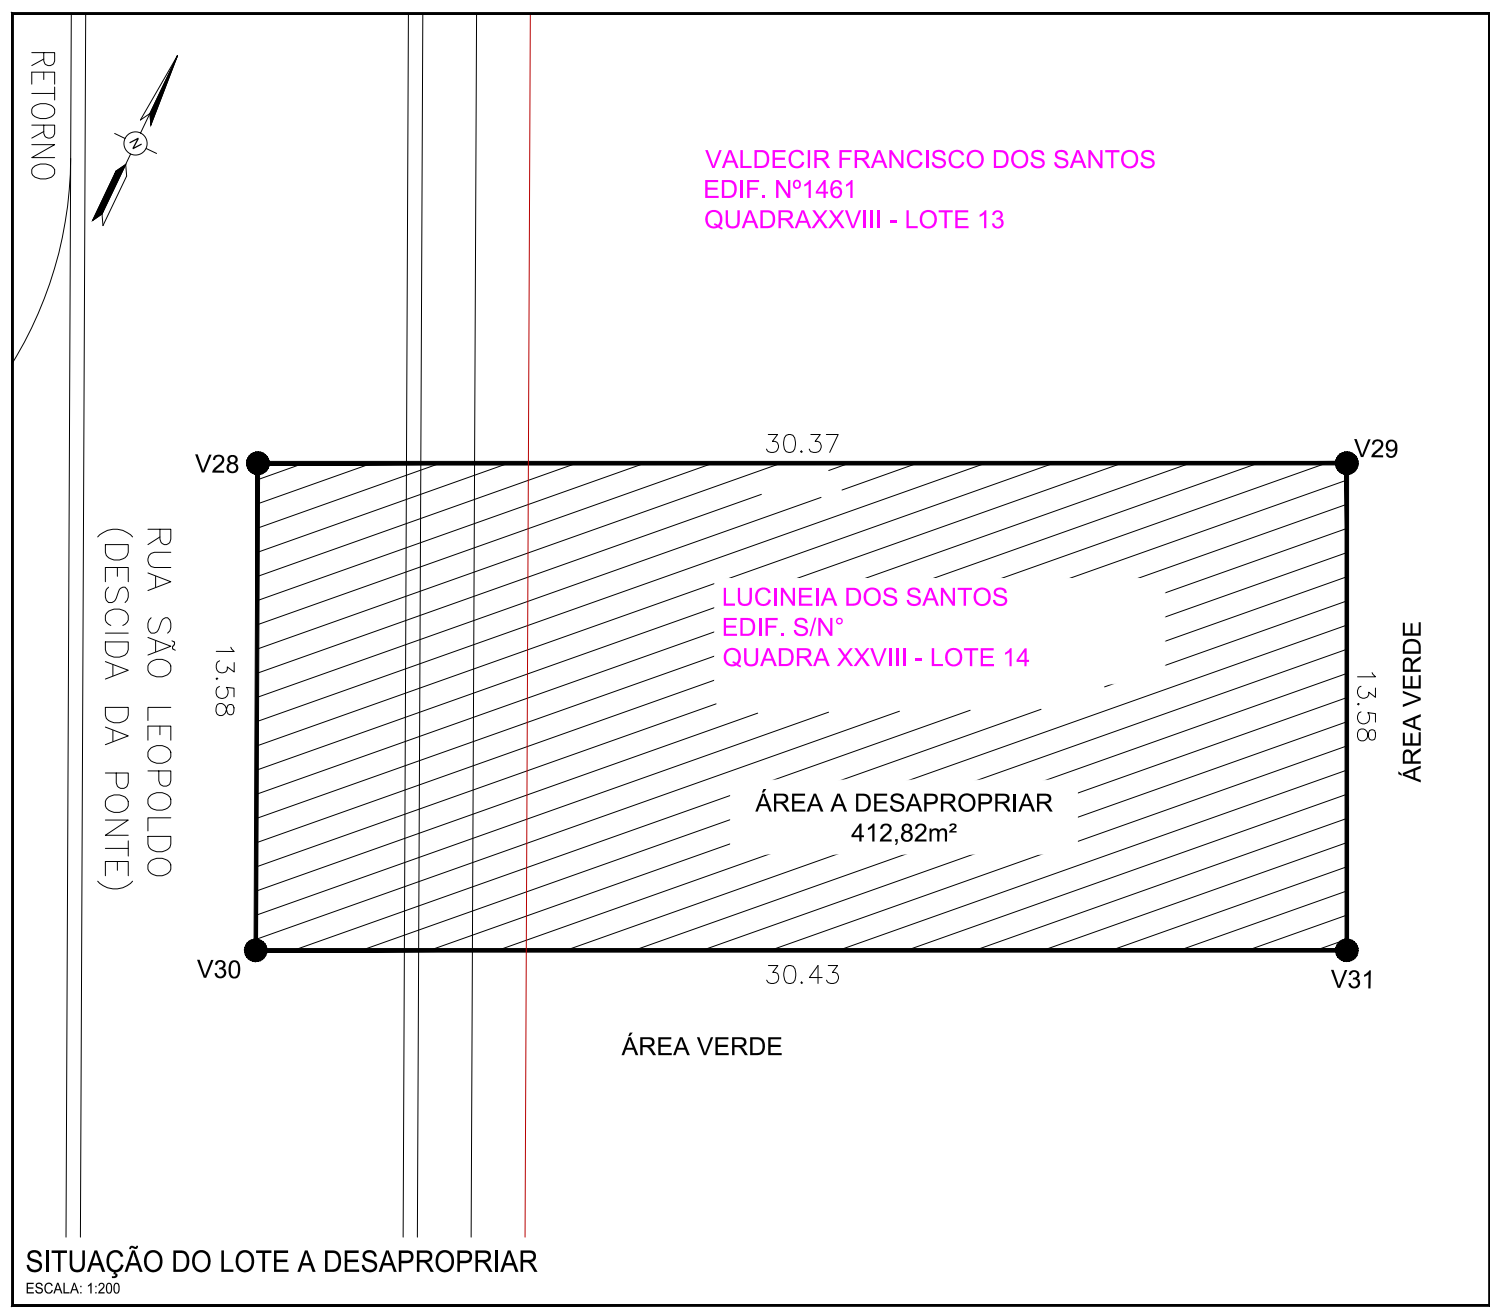 RETORNO
N
VALDECIR FRANCISCO DOS SANTOS
EDIF. Nº1461
QUADRAXXVIII - LOTE 13
30.37
V28
V29
RUA SÃO LEOPOLDO
(DESCIDA DA PONTE)
13.58
LUCINEIA DOS SANTOS
EDIF. S/N°
QUADRA XXVIII - LOTE 14
13.58
ÁREA VERDE
ÁREA A DESAPROPRIAR
412,82m²
V30
30.43
V31
ÁREA VERDE
SITUAÇÃO DO LOTE A DESAPROPRIAR
ESCALA: 1:200